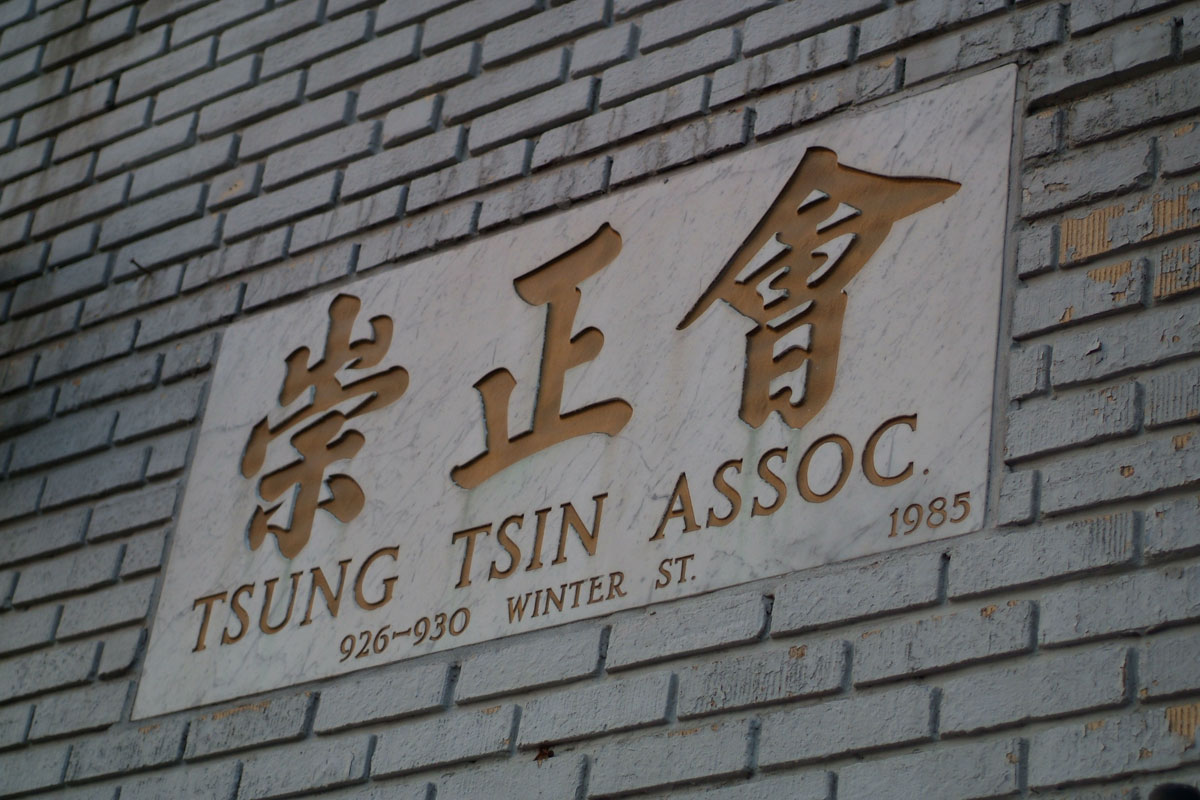 崇正會
TSUNG TSIN ASSOC.
926-930 WINTER ST.
1985